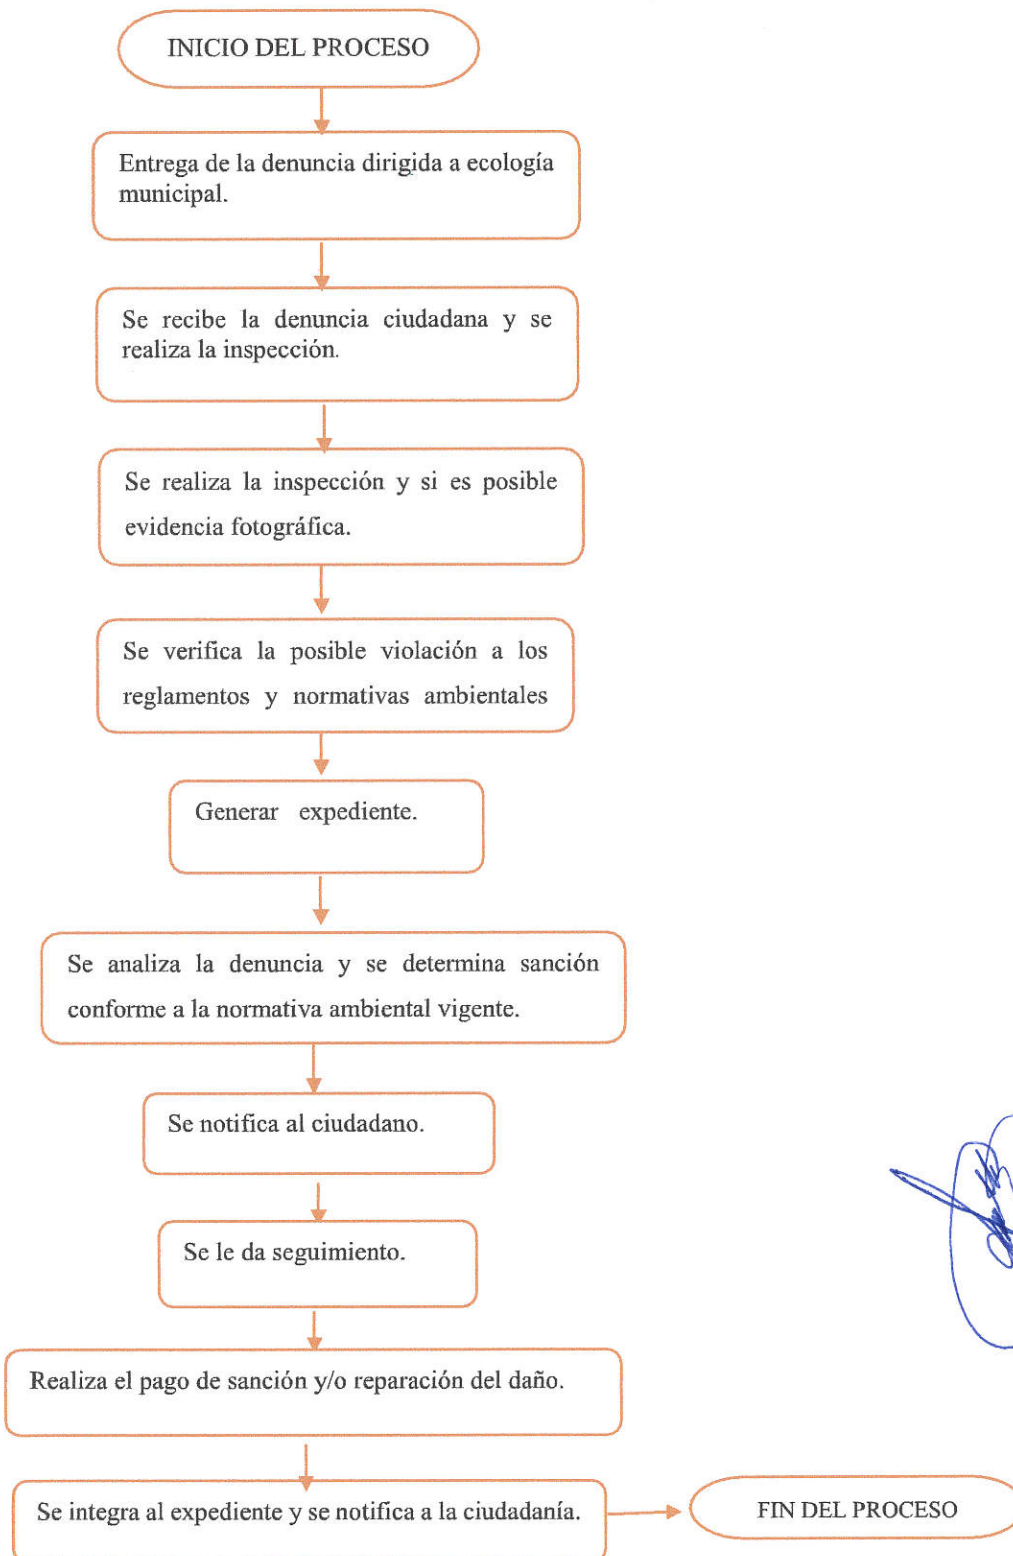 INICIO DEL PROCESO
Entrega de la denuncia dirigida a ecología
municipal.
Se recibe la denuncia ciudadana y se
realiza la inspección.
Se realiza la inspección y si es posible
evidencia fotográfica.
Se verifica la posible violación a los
reglamentos y normativas ambientales
Generar expediente.
Se analiza la denuncia y se determina sanción
conforme a la normativa ambiental vigente.
Se notifica al ciudadano.
Se le da seguimiento.
Realiza el pago de sanción y/o reparación del daño.
Se integra al expediente y se notifica a la ciudadanía.
FIN DEL PROCESO